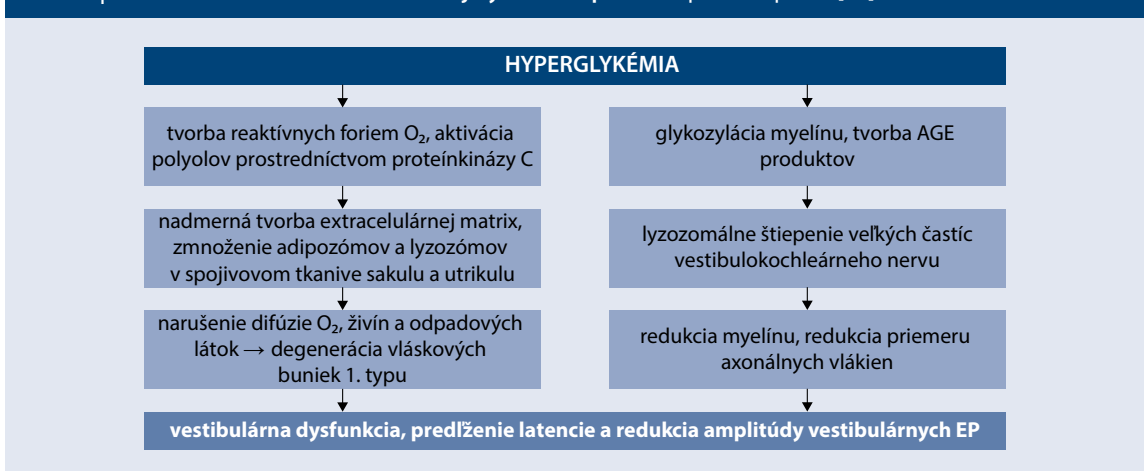 HYPERGLYKÉMIA
tvorba reaktívnych foriem O₂, aktivácia
polyolov prostredníctvom proteínkinázy C
glykozylácia myelínu, tvorba AGE
produktov
nadmerná tvorba extracelulárnej matrix,
zmnoženie adipozómov a lyzozómov
v spojivovom tkanive sakulu a utrikulu
lyzozomálne štiepenie veľkých častíc
vestibulokochleárneho nervu
narušenie difúzie O₂, živín a odpadových
látok → degenerácia vláskových
buniek 1. typu
redukcia myelínu, redukcia priemeru
axonálnych vlákien
vestibulárna dysfunkcia, predĺženie latencie a redukcia amplitúdy vestibulárnych EP